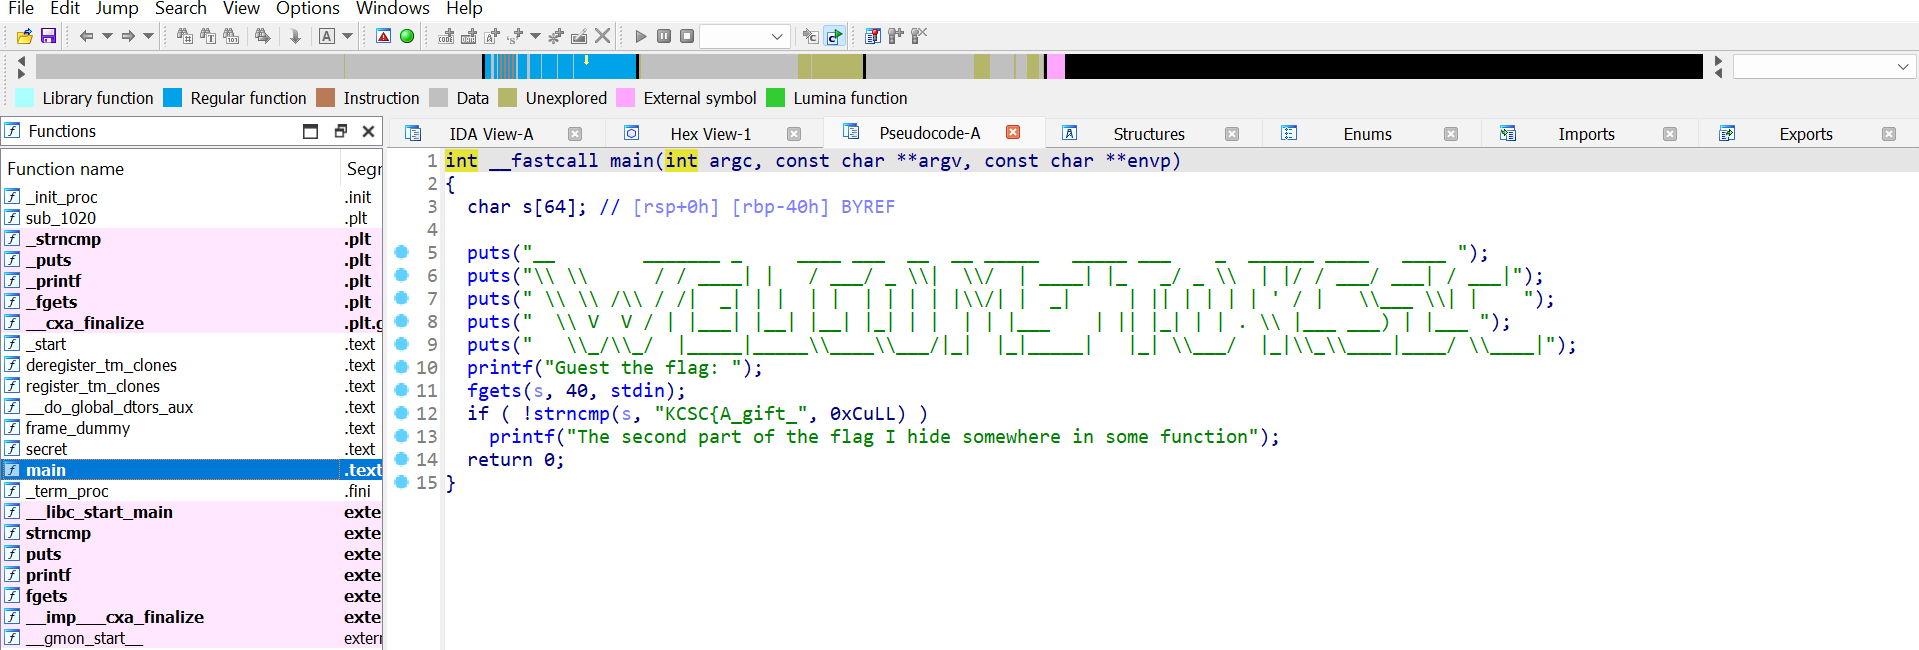 File Edit Jump Search View Options Windows Help
Library function Regular function Instruction Data Unexplored External symbol Lumina function
Functions
IDA View-A Hex View-1 Pseudocode-A Structures Enums Imports Exports
Function name Segr
_init_proc .init
sub_1020 .plt
_strncmp .plt
_puts .plt
_printf .plt
_fgets .plt
__cxa_finalize .plt.g
_start .text
deregister_tm_clones .text
register_tm_clones .text
__do_global_dtors_aux .text
frame_dummy .text
secret .text
main .text
_term_proc .fini
__libc_start_main exte
strncmp exte
puts exte
printf exte
fgets exte
__imp___cxa_finalize exte
__gmon_start__ exterr
1 int __fastcall main(int argc, const char **argv, const char **envp)
2 {
3 char s[64]; // [rsp+0h] [rbp-40h] BYREF
4
5 puts("__        _______ _     ____ ___  __  __ _____   _____ ___    _  ______ ____   ____ ");
6 puts("\\ \\      / / ____| |   / ___/ _ \\|  \\/  | ____| |_   _/ _ \\  | |/ / ___/ ___| / ___|");
7 puts(" \\ \\ /\\ / /|  _| | |  | |  | | | | |\\/| |  _|     | || | | | | ' / |   \\___ \\| |    ");
8 puts("  \\ V  V / | |___| |__| |__| |_| | |  | | |___    | || |_| | | . \\ |___ ___) | |___ ");
9 puts("   \\_/\\_/  |_____|_____\\____\\___/|_|  |_|_____|   |_| \\___/  |_|\\_\\____|____/ \\____|");
10 printf("Guest the flag: ");
11 fgets(s, 40, stdin);
12 if ( !strncmp(s, "KCSC{A_gift_", 0xCuLL) )
13 printf("The second part of the flag I hide somewhere in some function");
14 return 0;
15 }